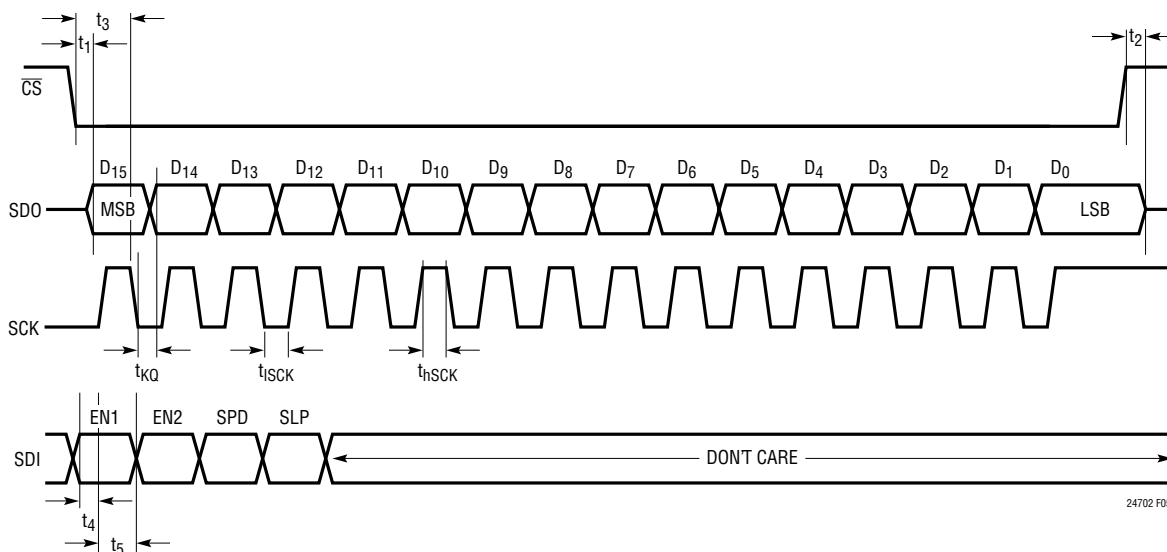 t3
t1
t2
CS
D15 D14 D13 D12 D11 D10 D9 D8 D7 D6 D5 D4 D3 D2 D1 D0
SDO MSB LSB
SCK
tKQ tlSCK thSCK
EN1 EN2 SPD SLP
SDI DON'T CARE
t4
t5